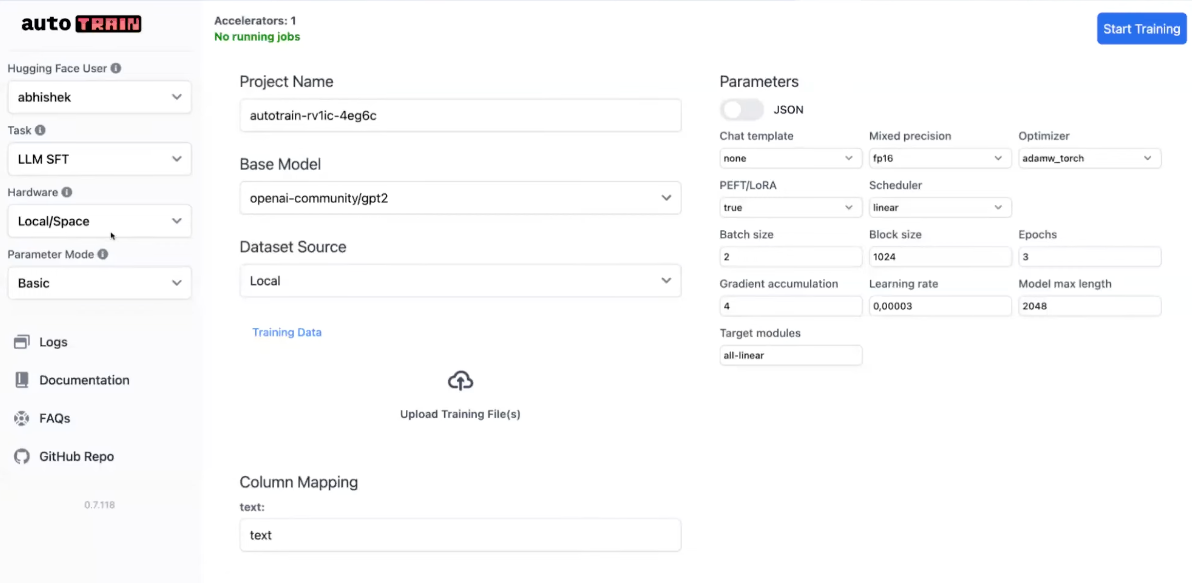 auto TRAIN
Hugging Face User
abhishek
Task
LLM SFT
Hardware
Local/Space
Parameter Mode
Basic
Logs
Documentation
FAQs
GitHub Repo
0.7.118
Accelerators: 1
No running jobs
Start Training
Project Name
autotrain-rv1ic-4eg6c
Base Model
openai-community/gpt2
Dataset Source
Local
Training Data
Upload Training File(s)
Column Mapping
text:
text
Parameters
JSON
Chat template Mixed precision Optimizer
none fp16 adamw_torch
PEFT/LoRA Scheduler
true linear
Batch size Block size Epochs
2 1024 3
Gradient accumulation Learning rate Model max length
4 0,00003 2048
Target modules
all-linear